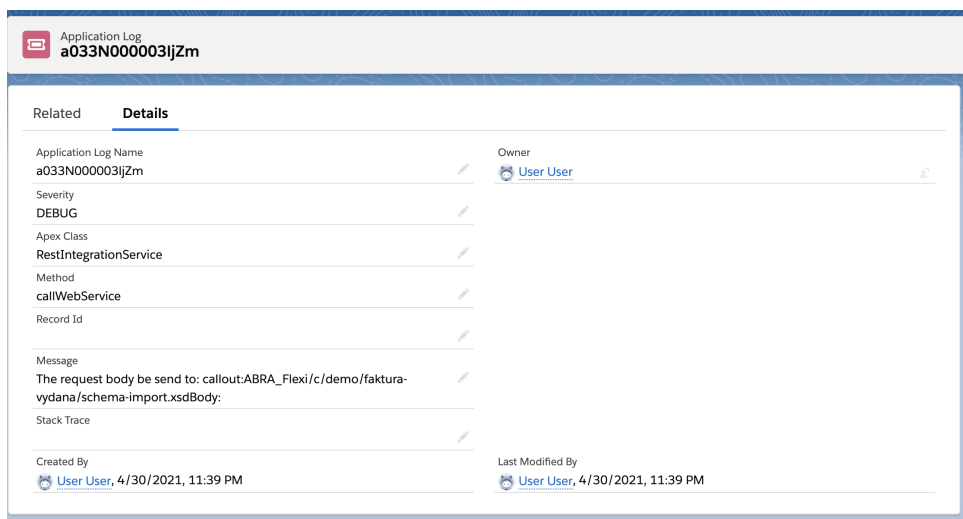 Application Log
a033N000003ljZm
Related
Details
Application Log Name
a033N000003ljZm
Owner
User User
Severity
DEBUG
Apex Class
RestIntegrationService
Method
callWebService
Record Id
Message
The request body be send to: callout:ABRA_Flexi/c/demo/faktura-
vydana/schema-import.xsdBody:
Stack Trace
Created By
User User, 4/30/2021, 11:39 PM
Last Modified By
User User, 4/30/2021, 11:39 PM